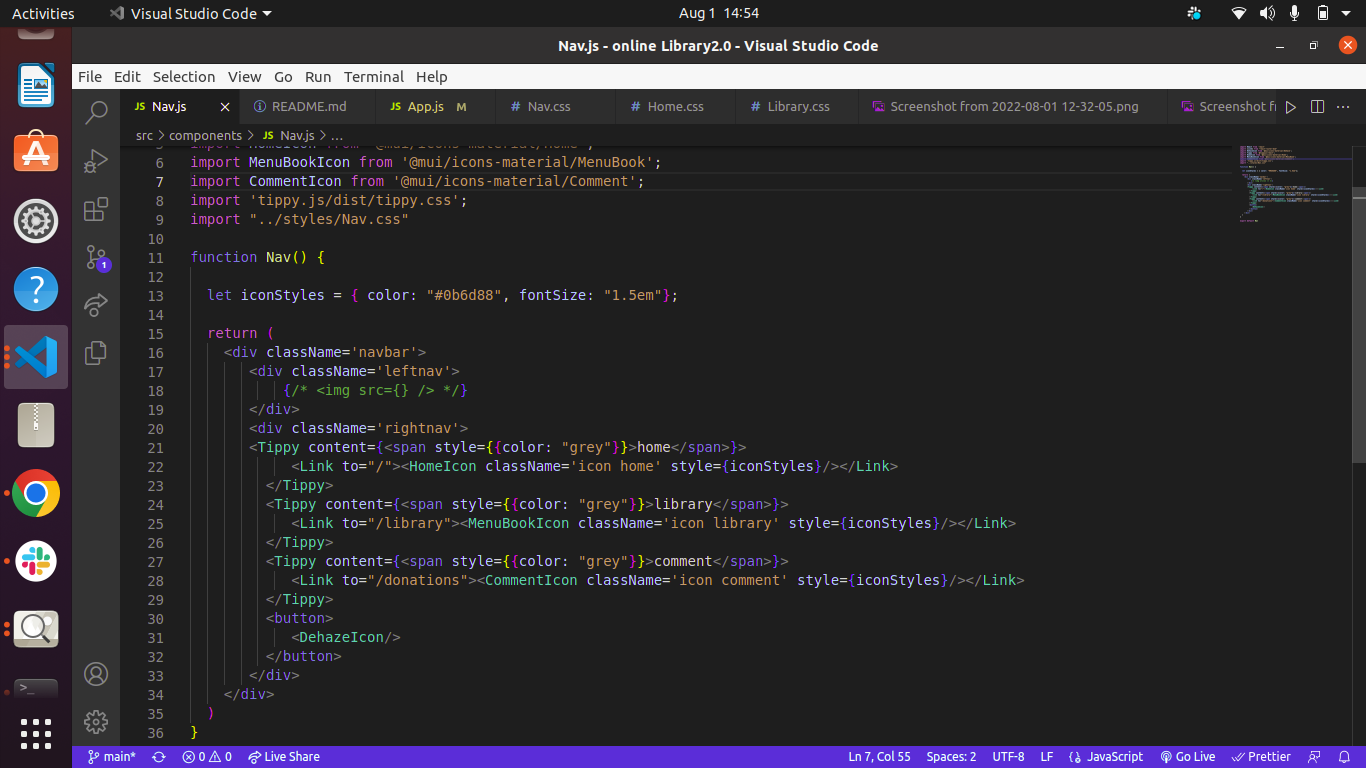 Activities
Visual Studio Code
Aug 1 14:54
Nav.js - online Library2.0 - Visual Studio Code
File Edit Selection View Go Run Terminal Help
JS Nav.js
README.md
JS App.js M
# Nav.css
# Home.css
# Library.css
Screenshot from 2022-08-01 12-32-05.png
Screenshot
src > components > JS Nav.js > ...
import HomeIcon from '@mui/icons-material/Home';
6 import MenuBookIcon from '@mui/icons-material/MenuBook';
7 import CommentIcon from '@mui/icons-material/Comment';
8 import 'tippy.js/dist/tippy.css';
9 import "../styles/Nav.css"
10
11 function Nav() {
12
13 let iconStyles = { color: "#0b6d88", fontSize: "1.5em"};
14
15 return (
16 <div className='navbar'>
17 <div className='leftnav'>
18 {/* <img src={} /> */}
19 </div>
20 <div className='rightnav'>
21 <Tippy content={<span style={{color: "grey"}}>home</span>}>
22 <Link to="/"><HomeIcon className='icon home' style={iconStyles}/></Link>
23 </Tippy>
24 <Tippy content={<span style={{color: "grey"}}>library</span>}>
25 <Link to="/library"><MenuBookIcon className='icon library' style={iconStyles}/></Link>
26 </Tippy>
27 <Tippy content={<span style={{color: "grey"}}>comment</span>}>
28 <Link to="/donations"><CommentIcon className='icon comment' style={iconStyles}/></Link>
29 </Tippy>
30 <button>
31 <DehazeIcon/>
32 </button>
33 </div>
34 </div>
35 )
36 }
1
main* 0 0 Live Share
Ln 7, Col 55 Spaces: 2 UTF-8 LF {} JavaScript Go Live Prettier